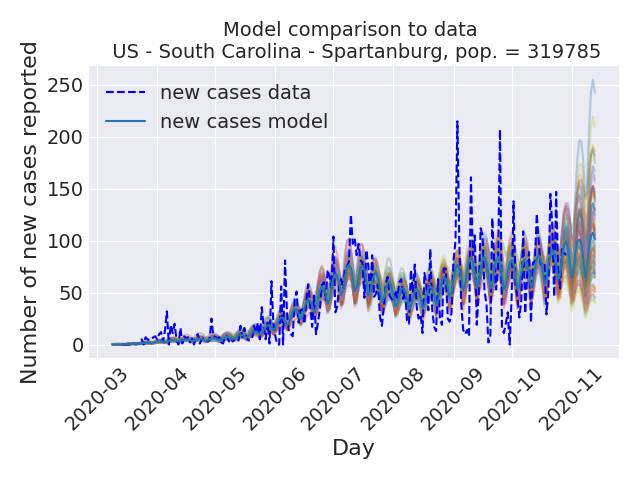 Model comparison to data
US - South Carolina - Spartanburg, pop. = 319785
Number of new cases reported
250
200
150
100
50
0
new cases data
new cases model
2020-03
2020-04
2020-05
2020-06
2020-07
2020-08
2020-09
2020-10
2020-11
Day